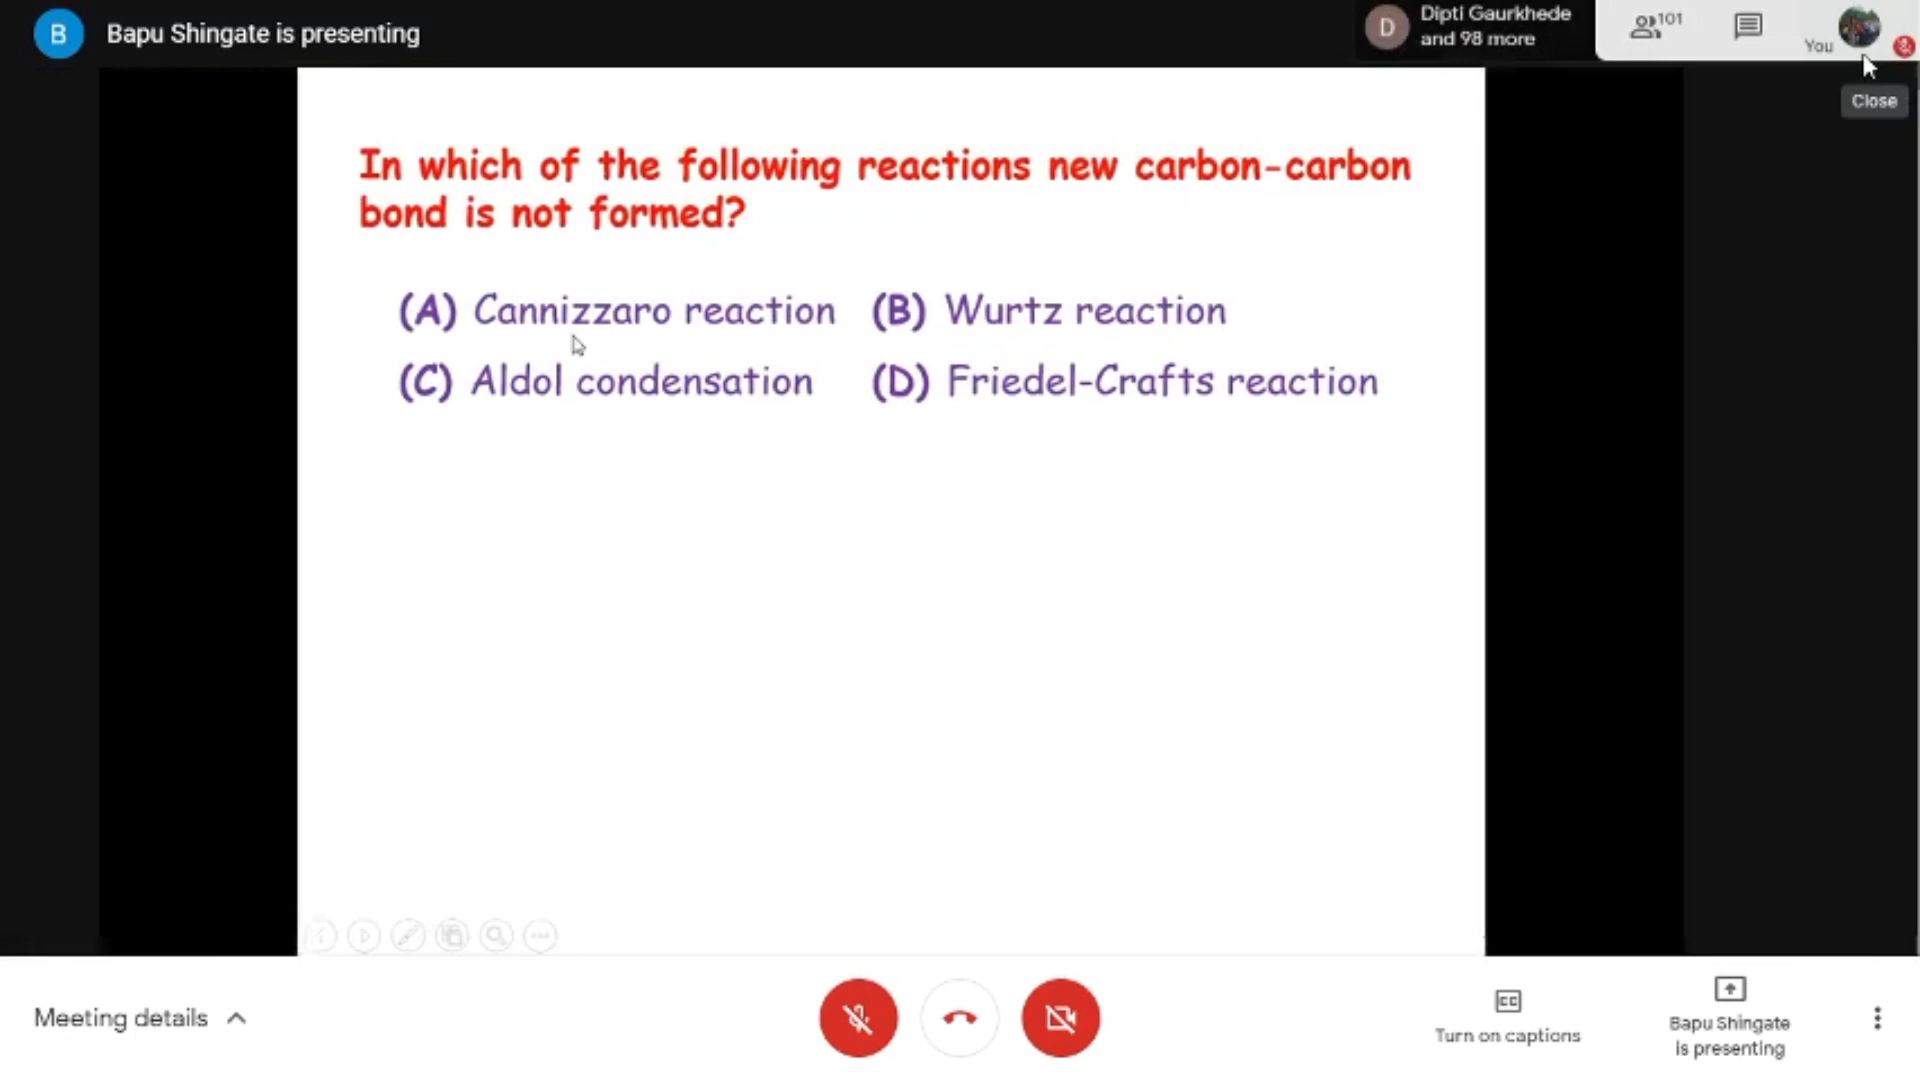 B Bapu Shingate is presenting
D Dipti Gaurkhede
and 98 more
101
You
Close
In which of the following reactions new carbon-carbon
bond is not formed?
(A) Cannizzaro reaction (B) Wurtz reaction
(C) Aldol condensation (D) Friedel-Crafts reaction
Meeting details
CC
Turn on captions
Bapu Shingate
is presenting